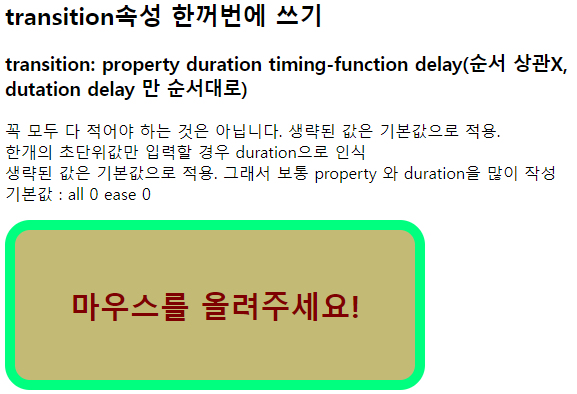 transition속성 한꺼번에 쓰기
transition: property duration timing-function delay(순서 상관X,
dutation delay 만 순서대로)
꼭 모두 다 적어야 하는 것은 아닙니다. 생략된 값은 기본값으로 적용.
한개의 초단위값만 입력할 경우 duration으로 인식
생략된 값은 기본값으로 적용. 그래서 보통 property 와 duration을 많이 작성
기본값 : all 0 ease 0
마우스를 올려주세요!